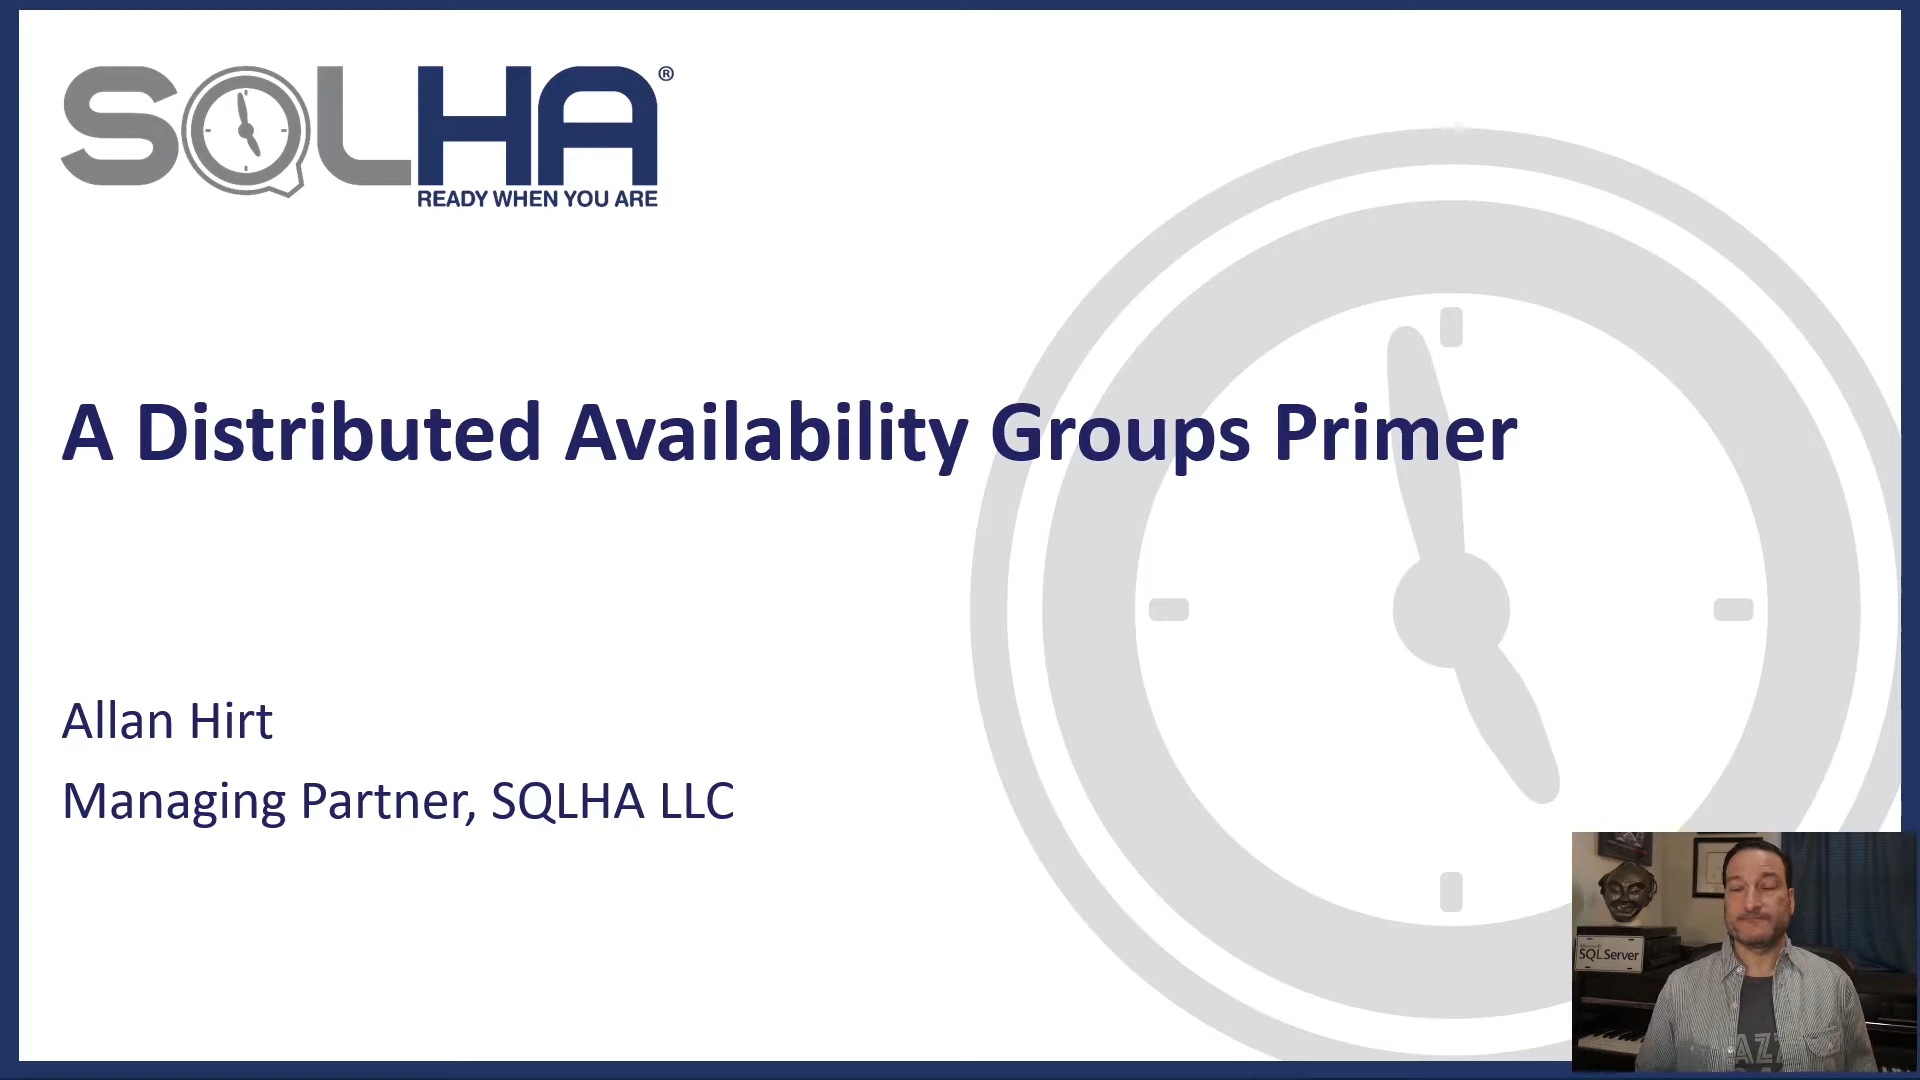 SQLHA®
READY WHEN YOU ARE
A Distributed Availability Groups Primer
Allan Hirt
Managing Partner, SQLHA LLC
SQL Server